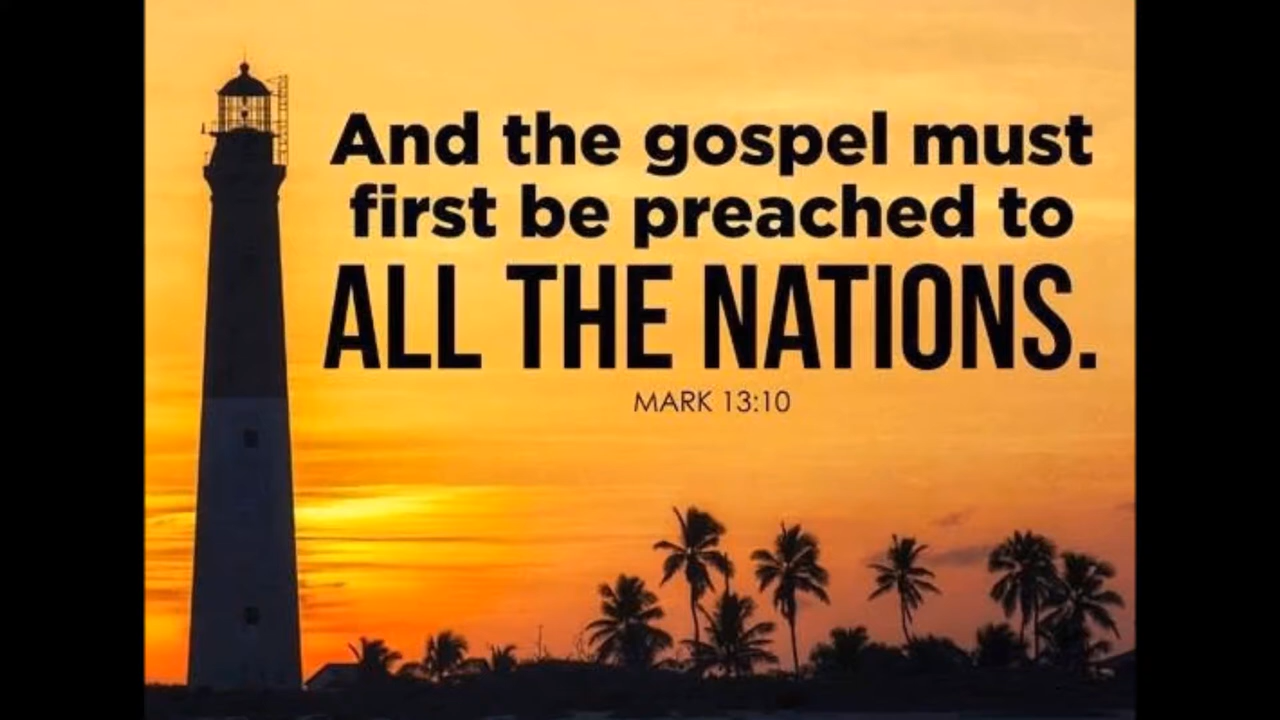 And the gospel must
first be preached to
ALL THE NATIONS.
MARK 13:10